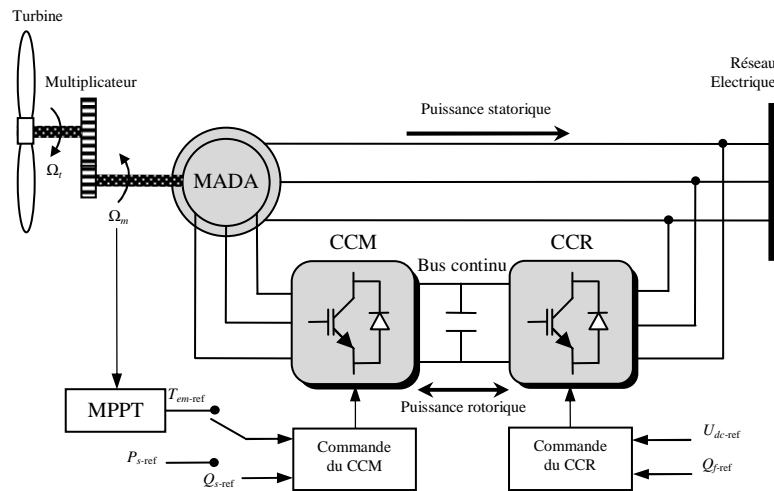 Turbine
Multiplicateur
Réseau
Electrique
Puissance statorique
Ωt
MADA
Ωm
CCM
CCR
Bus continu
Puissance rotorique
MPPT
Tem-ref
Ps-ref
Qs-ref
Commande
du CCM
Commande
du CCR
Udc-ref
Qf-ref